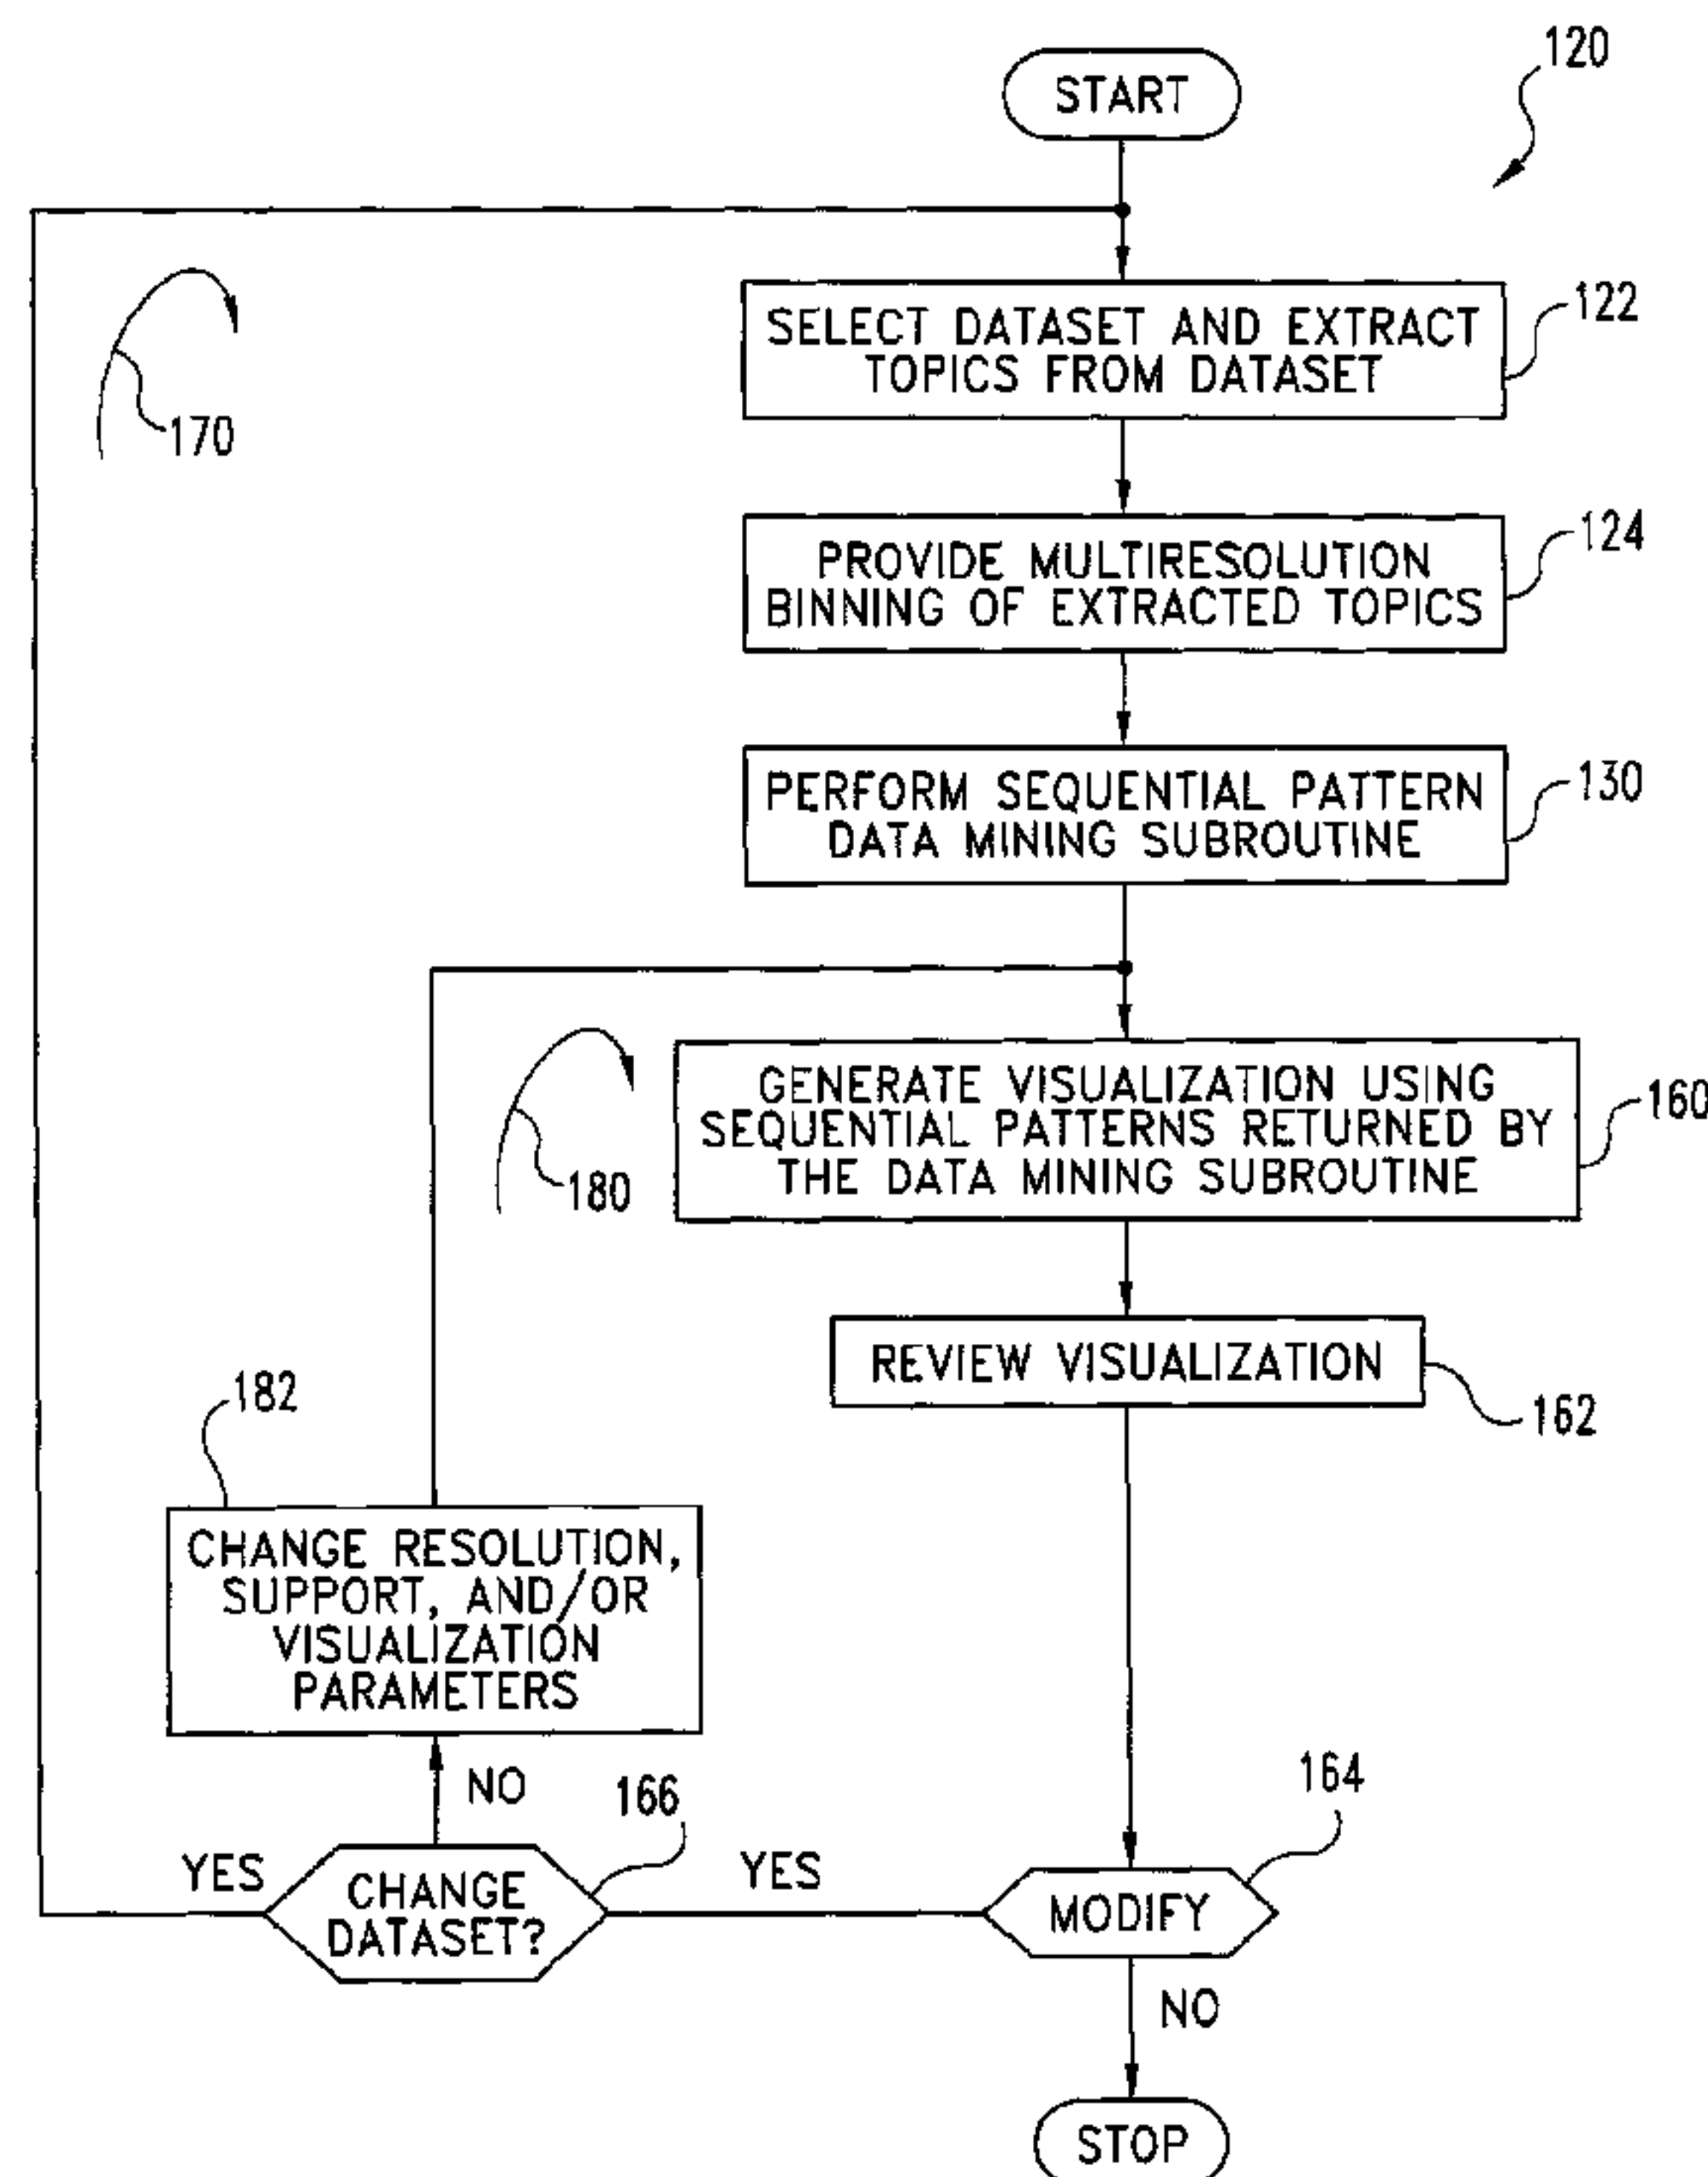 120
START
SELECT DATASET AND EXTRACT
TOPICS FROM DATASET
122
170
PROVIDE MULTIRESOLUTION
BINNING OF EXTRACTED TOPICS
124
PERFORM SEQUENTIAL PATTERN
DATA MINING SUBROUTINE
130
GENERATE VISUALIZATION USING
SEQUENTIAL PATTERNS RETURNED BY
THE DATA MINING SUBROUTINE
160
180
REVIEW VISUALIZATION
162
182
CHANGE RESOLUTION,
SUPPORT, AND/OR
VISUALIZATION
PARAMETERS
NO
166
164
YES
CHANGE
DATASET?
YES
MODIFY
NO
STOP